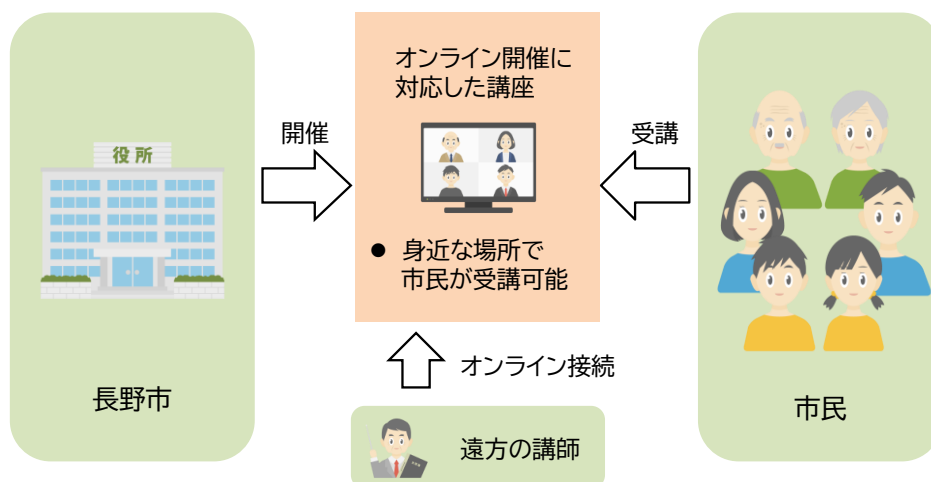 オンライン開催に
対応した講座
開催
受講
役所
● 身近な場所で
市民が受講可能
オンライン接続
長野市
市民
遠方の講師